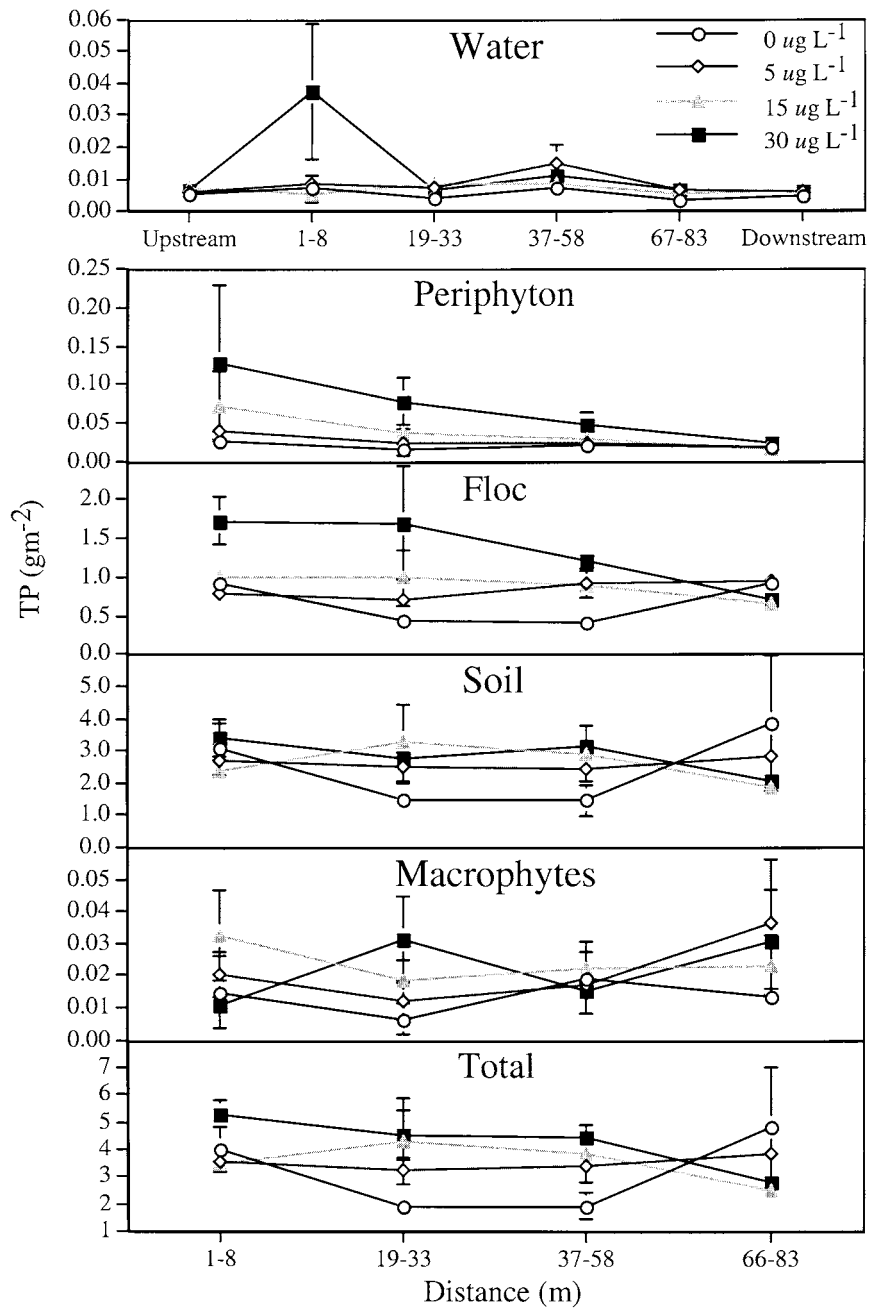 Water
0 ug L-1
5 ug L-1
15 ug L-1
30 ug L-1
0.06
0.05
0.04
0.03
0.02
0.01
0.00
Upstream 1-8 19-33 37-58 67-83 Downstream
Periphyton
0.25
0.20
0.15
0.10
0.05
0.00
Floc
2.0
1.5
1.0
0.5
0.0
TP (gm-2)
Soil
5.0
4.0
3.0
2.0
1.0
0.0
Macrophytes
0.05
0.04
0.03
0.02
0.01
0.00
Total
7
6
5
4
3
2
1
1-8 19-33 37-58 66-83
Distance (m)